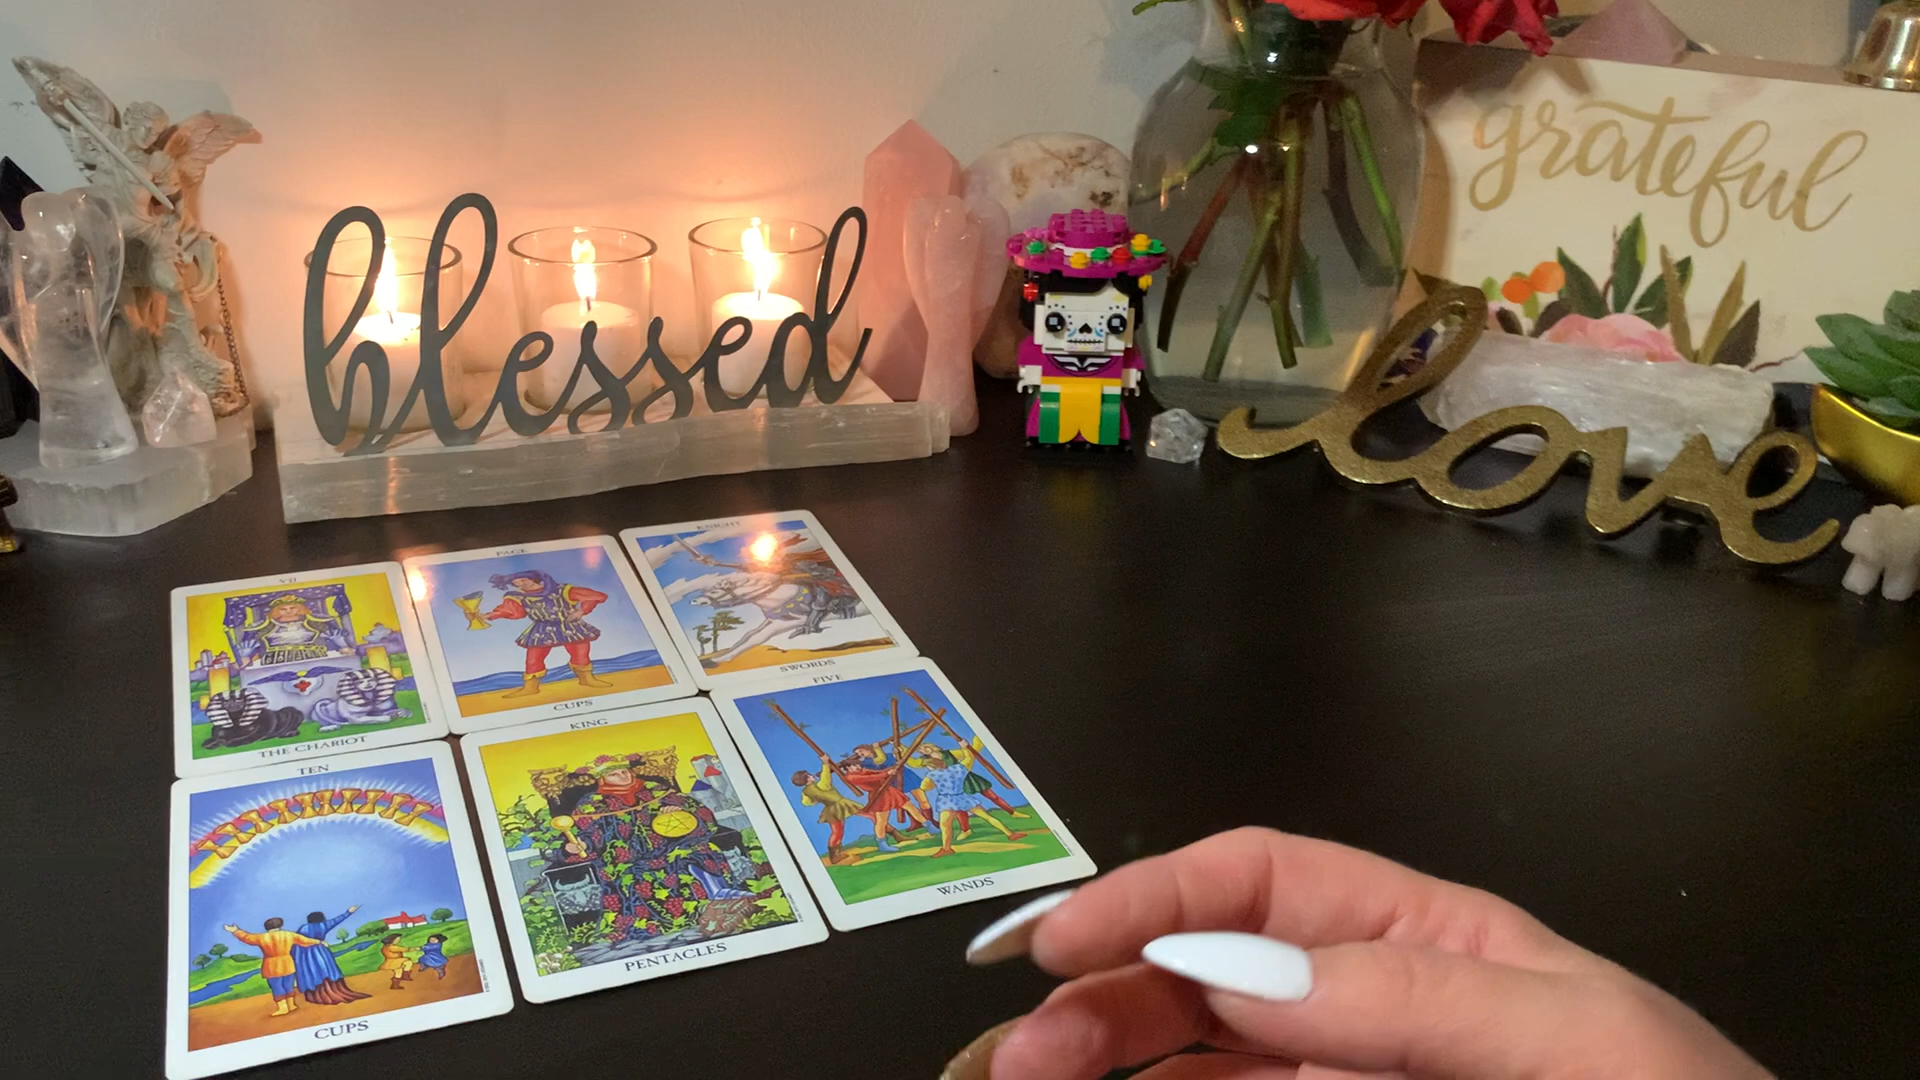 blessed
grateful
love
VII
THE CHARIOT
PAGE
CUPS
KNIGHT
SWORDS
TEN
CUPS
KING
PENTACLES
FIVE
WANDS